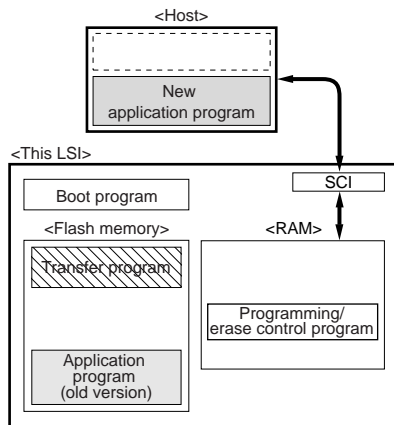 <Host>
New
application program
<This LSI>
SCI
Boot program
<Flash memory>
<RAM>
Transfer program
Programming/
erase control program
Application
program
(old version)